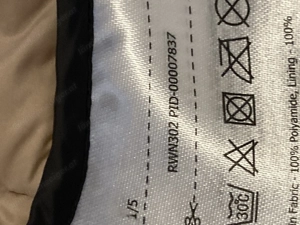 1/5
RWN302 PID-00007837
30°C
in Fabric - 100% Polyamide, Lining - 100%